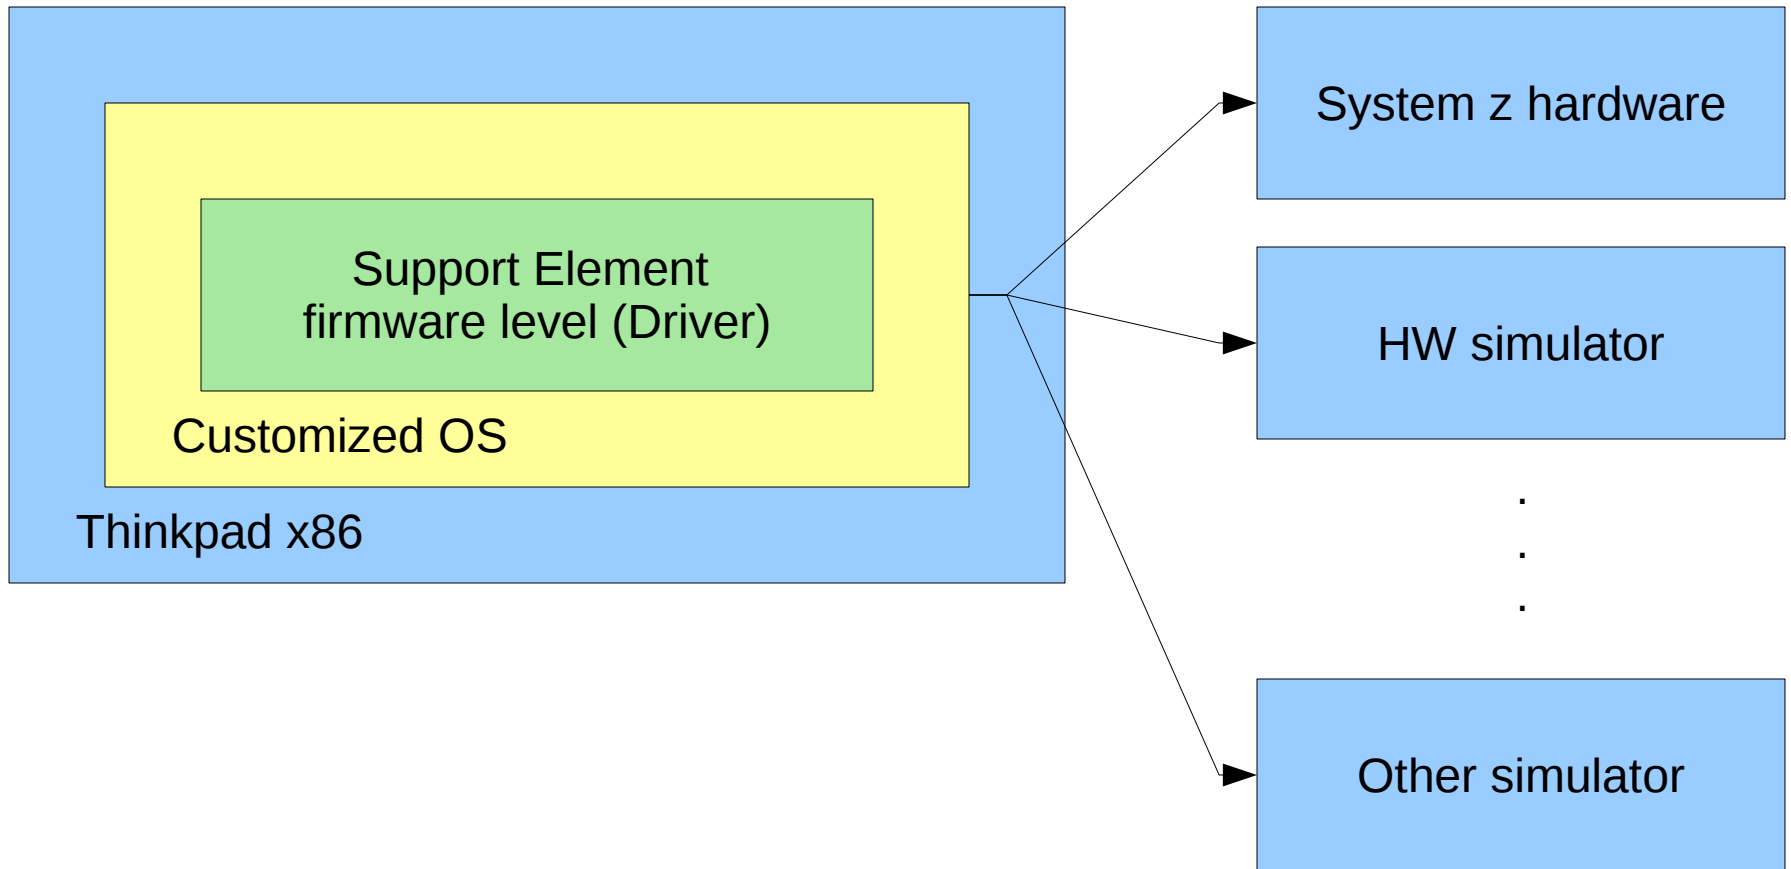 Support Element
firmware level (Driver)
Customized OS
Thinkpad x86
System z hardware
HW simulator
.
.
.
Other simulator